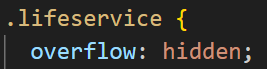 .lifeservice {
overflow: hidden;